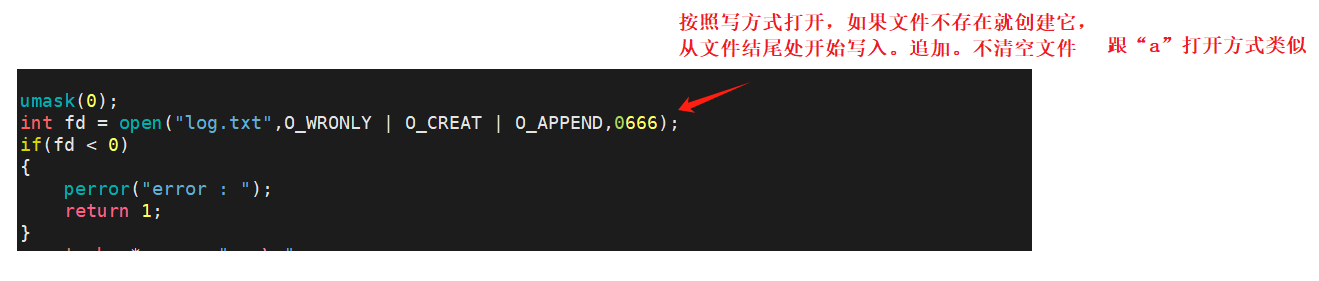 按照写方式打开，如果文件不存在就创建它，
从文件结尾处开始写入。追加。不清空文件
跟“a”打开方式类似
umask(0);
int fd = open("log.txt",O_WRONLY | O_CREAT | O_APPEND,0666);
if(fd < 0)
{
    perror("error : ");
    return 1;
}